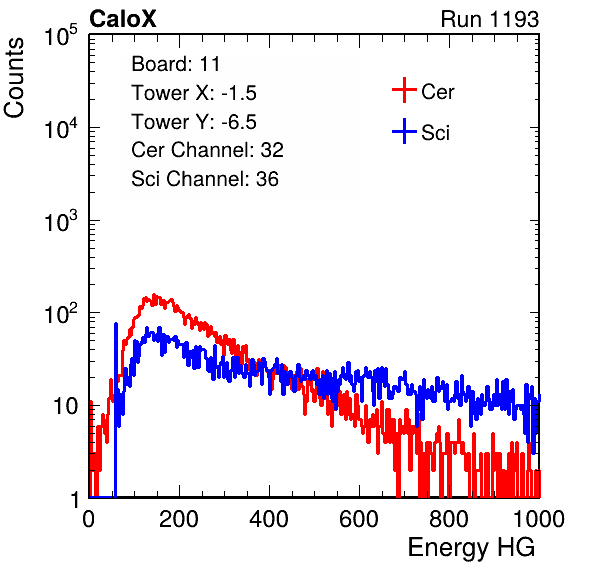 CaloX Run 1193
Counts
10^5
10^4
10^3
10^2
10
1
Board: 11
Tower X: -1.5
Tower Y: -6.5
Cer Channel: 32
Sci Channel: 36
Cer
Sci
0 200 400 600 800 1000
Energy HG